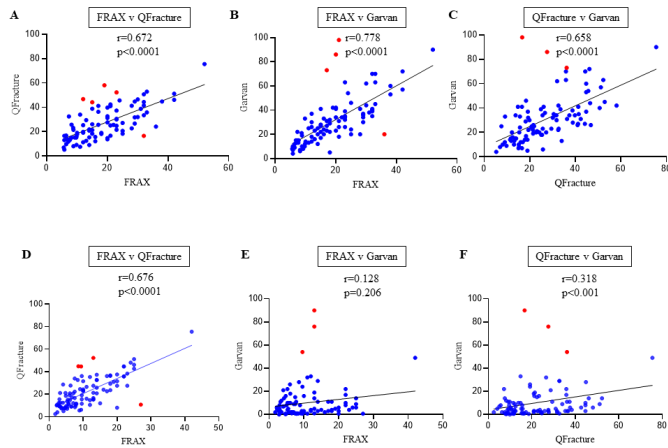 A
FRAX v QFracture
r=0.672
p<0.0001
QFracture
100
80
60
40
20
0
0 20 40 60
FRAX
B
FRAX v Garvan
r=0.778
p<0.0001
Garvan
100
80
60
40
20
0
0 20 40 60
FRAX
C
QFracture v Garvan
r=0.658
p<0.0001
Garvan
100
80
60
40
20
0
0 20 40 60 80
QFracture
D
FRAX v QFracture
r=0.676
p<0.0001
QFracture
100
80
60
40
20
0
0 10 20 30 40 50
FRAX
E
FRAX v Garvan
r=0.128
p=0.206
Garvan
100
80
60
40
20
0
0 10 20 30 40 50
FRAX
F
QFracture v Garvan
r=0.318
p<0.001
Garvan
100
80
60
40
20
0
0 20 40 60 80
QFracture